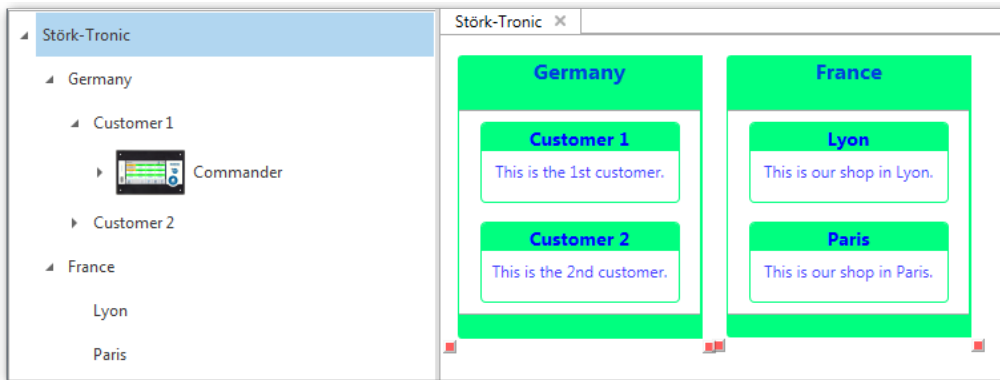 Störk-Tronic
Germany
Customer 1
Commander
Customer 2
France
Lyon
Paris
Störk-Tronic
Germany
Customer 1
This is the 1st customer.
Customer 2
This is the 2nd customer.
France
Lyon
This is our shop in Lyon.
Paris
This is our shop in Paris.